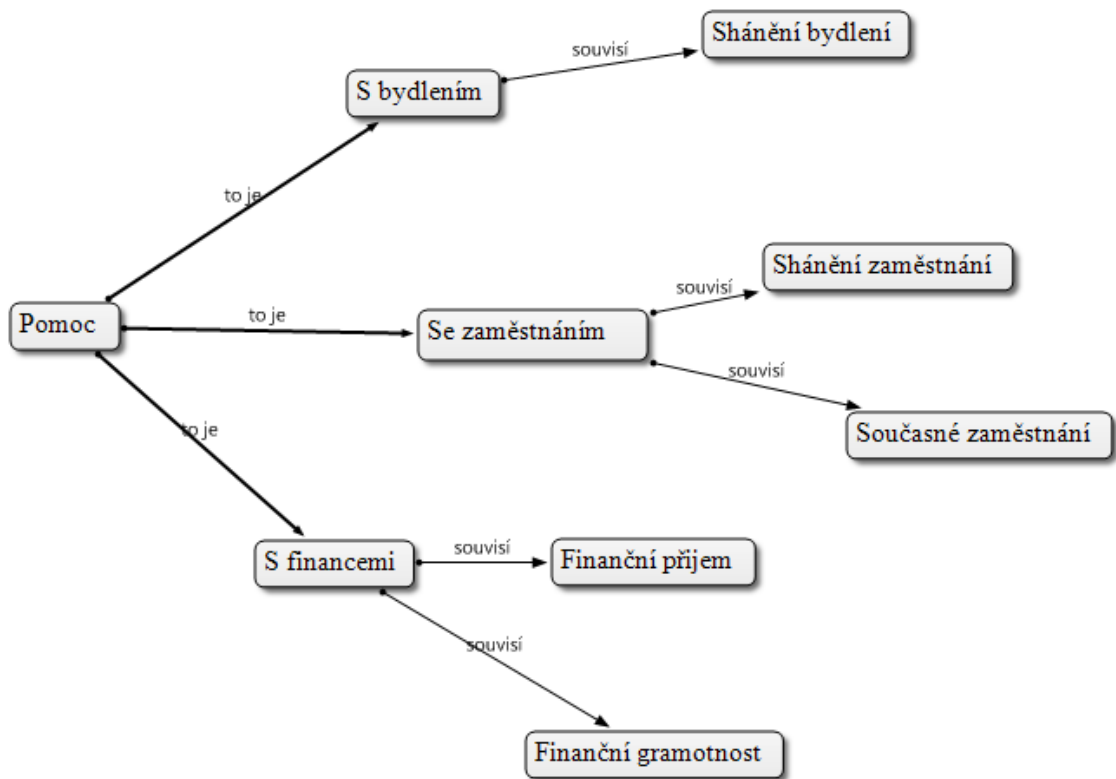 Shánění bydlení
souvisí
S bydlením
to je
Shánění zaměstnání
souvisí
Pomoc
to je
Se zaměstnáním
souvisí
Současné zaměstnání
to je
S financemi
souvisí
Finanční přijem
souvisí
Finanční gramotnost